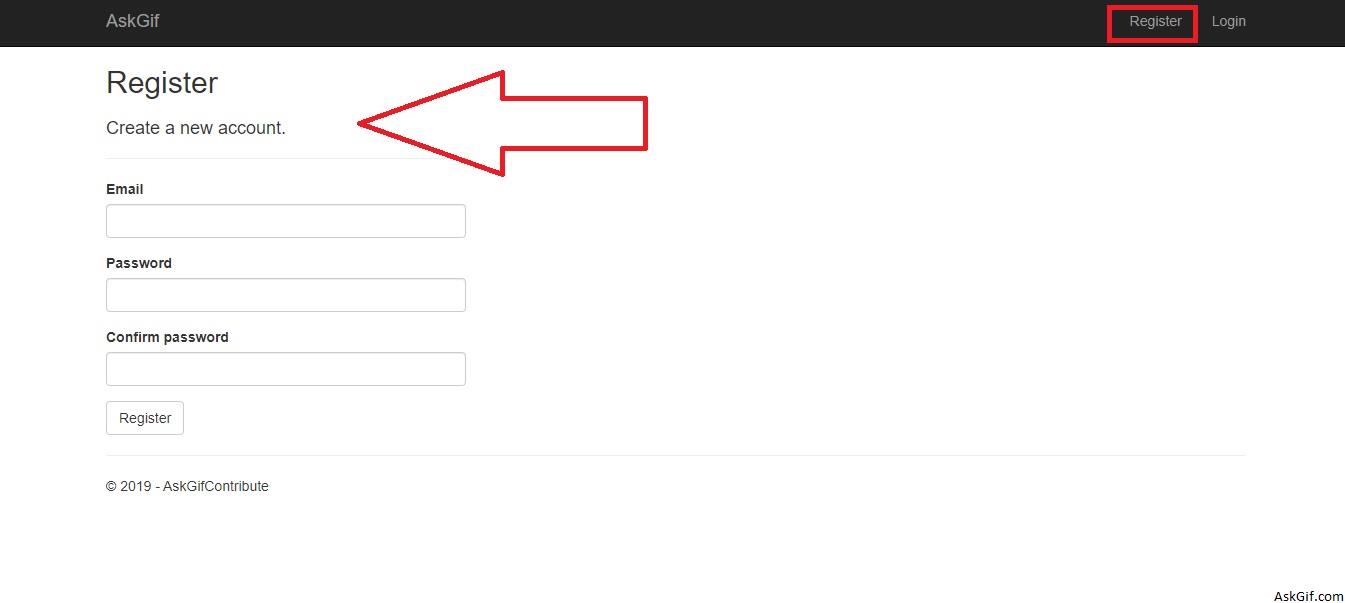 AskGif
Register Login
Register
Create a new account.
Email
Password
Confirm password
Register
© 2019 - AskGifContribute
AskGif.com